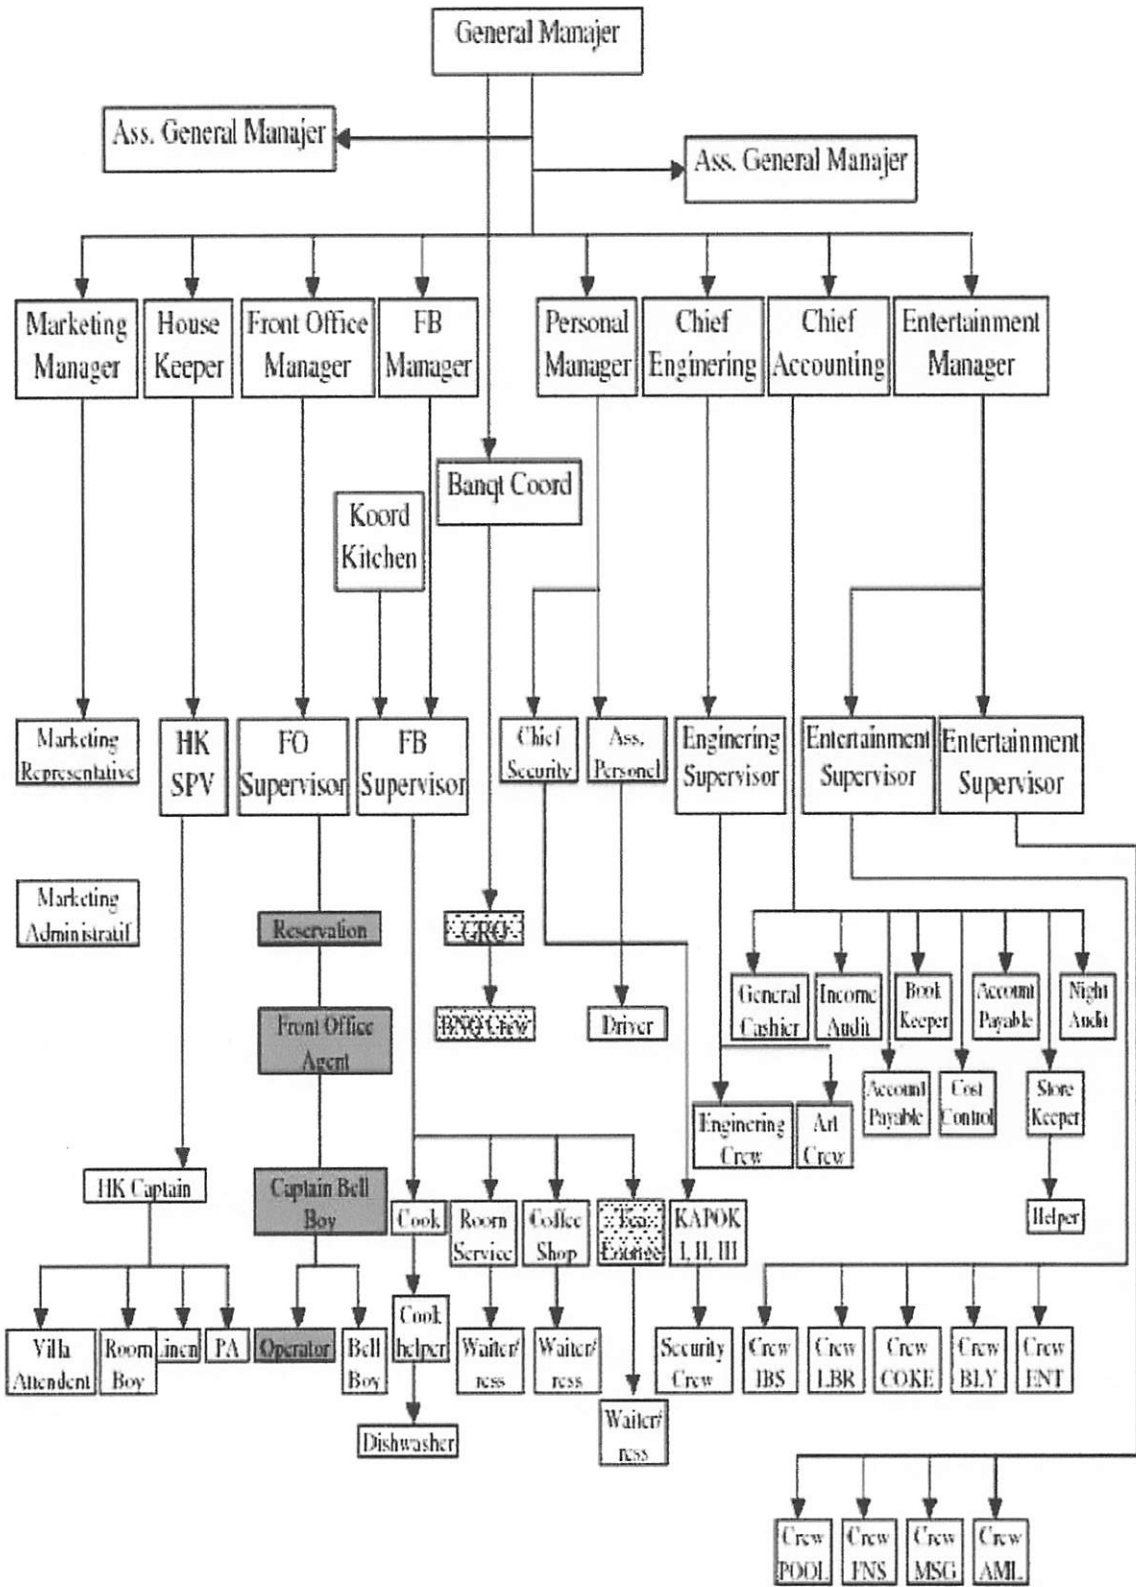 General Manajer
Ass. General Manajer
Ass. General Manajer
Marketing
Manager
House
Keeper
Front Office
Manager
FB
Manager
Personal
Manager
Chief
Enginering
Chief
Accounting
Entertainment
Manager
Banqt Coord
Koord
Kitchen
Marketing
Representative
HK
SPV
FO
Supervisor
FB
Supervisor
Chief
Security
Ass.
Personel
Enginering
Supervisor
Entertainment
Supervisor
Entertainment
Supervisor
Marketing
Administratif
Reservation
GRO
General
Cashier
Income
Audit
Book
Keeper
Account
Payable
Night
Audit
Front Office
Agent
BNQ Crew
Driver
Account
Payable
Cost
Control
Store
Keeper
Enginering
Crew
Art
Crew
HK Captain
Captain Bell
Boy
Cook
Room
Service
Coffee
Shop
Tea
Lounge
KAPOK
I, II, III
Helper
Villa
Attendent
Room
Boy
PA
Operator
Bell
Boy
Cook
helper
Waiter/
ress
Waiter/
ress
Security
Crew
Crew
IBS
Crew
LBR
Crew
COKE
Crew
BLY
Crew
ENT
Dishwasher
Waiter/
ress
Crew
POOL
Crew
FNS
Crew
MSG
Crew
AML